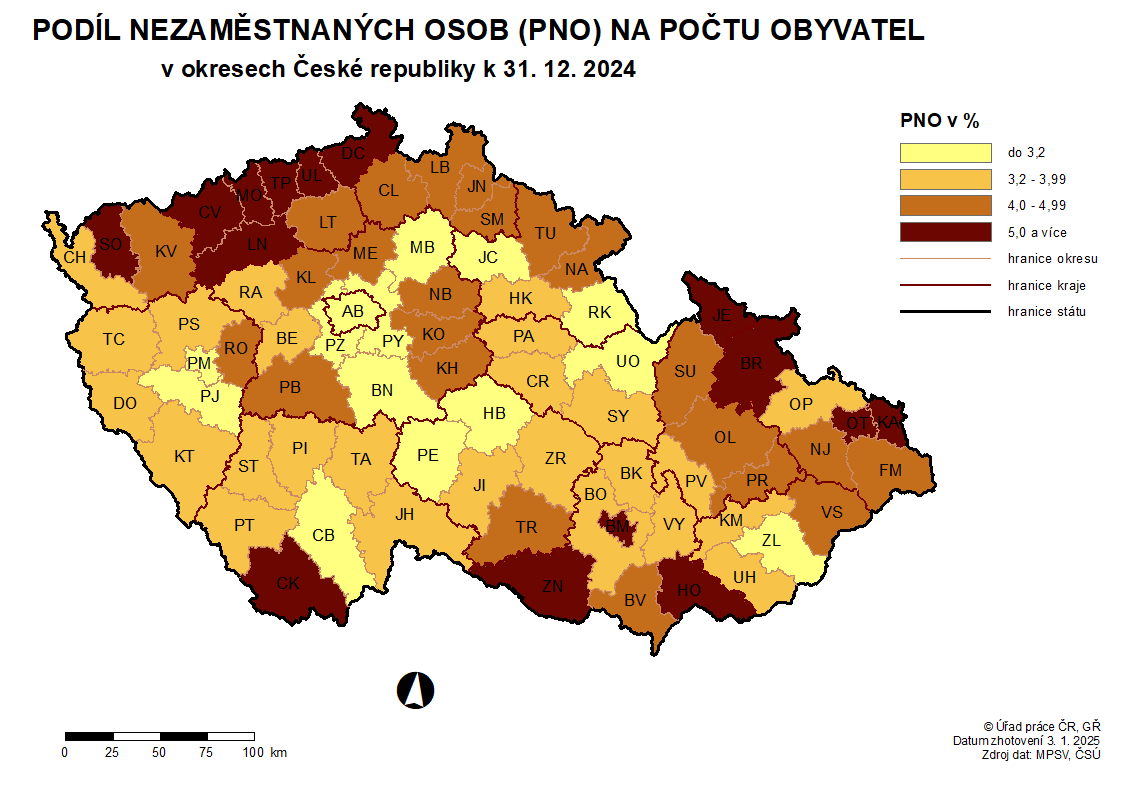 PODÍL NEZAMĚSTNANÝCH OSOB (PNO) NA POČTU OBYVATEL
v okresech České republiky k 31. 12. 2024
PNO v %
do 3,2
3,2 - 3,99
4,0 - 4,99
5,0 a více
hranice okresu
hranice kraje
hranice státu
DC
LB
UL
TP
MO
CL
JN
CV
LT
SM
TU
SO
KV
LN
ME
MB
JC
CH
NA
KL
RA
NB
HK
AB
RK
JE
PS
TC
BE
RO
PZ
PY
KO
PA
PM
KH
UO
SU
BR
PB
BN
CR
PJ
DO
HB
SY
OP
OT
KA
OL
PI
TA
PE
ZR
NJ
KT
ST
JI
BK
FM
BO
PV
PR
VS
JH
PT
CB
TR
BM
VY
KM
ZL
CK
ZN
BV
HO
UH
0 25 50 75 100 km
© Úřad práce ČR, GŘ
Datum zhotovení 3. 1. 2025
Zdroj dat: MPSV, ČSÚ